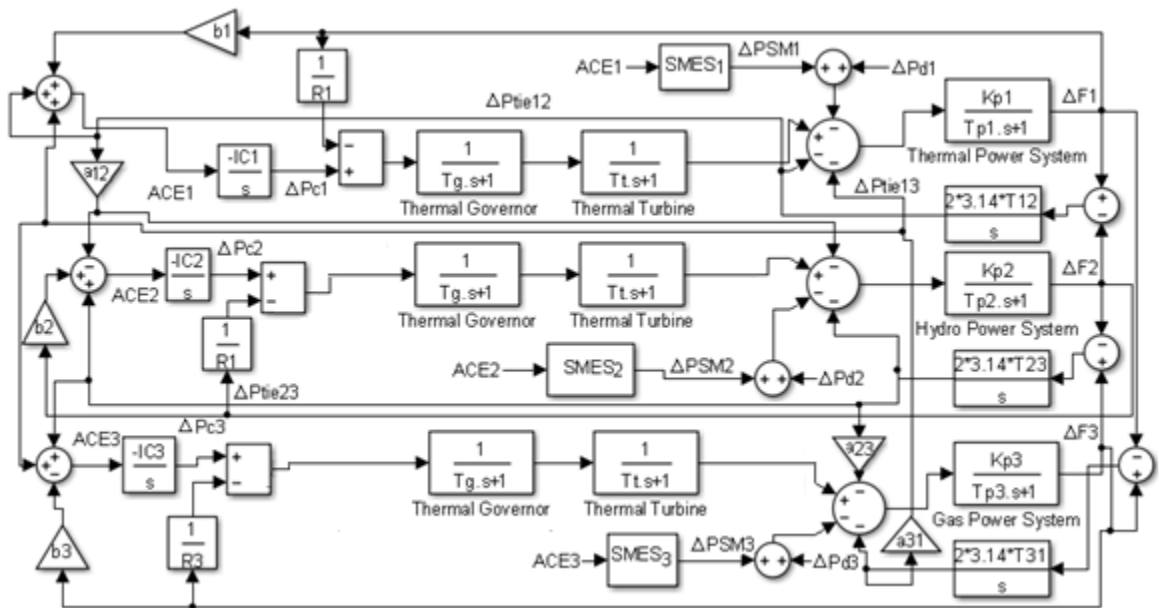 b1
1
R1
ACE1
SMES1
ΔPSM1
+ +
ΔPd1
Kp1
Tp1.s+1
ΔF1
Thermal Power System
ΔPtie12
a12
ACE1
-IC1
s
ΔPc1
−
+
1
Tg.s+1
Thermal Governor
1
Tt.s+1
Thermal Turbine
ΔPtie13
2*3.14*T12
s
b2
ACE2
-IC2
s
ΔPc2
+
−
1
R1
1
Tg.s+1
Thermal Governor
1
Tt.s+1
Thermal Turbine
Kp2
Tp2.s+1
ΔF2
Hydro Power System
ACE2
SMES2
ΔPSM2
+ +
ΔPd2
2*3.14*T23
s
ΔPtie23
ACE3
-IC3
s
ΔPc3
+
−
1
R3
b3
1
Tg.s+1
Thermal Governor
1
Tt.s+1
Thermal Turbine
a23
Kp3
Tp3.s+1
ΔF3
Gas Power System
a31
ACE3
SMES3
ΔPSM3
+ +
ΔPd3
2*3.14*T31
s